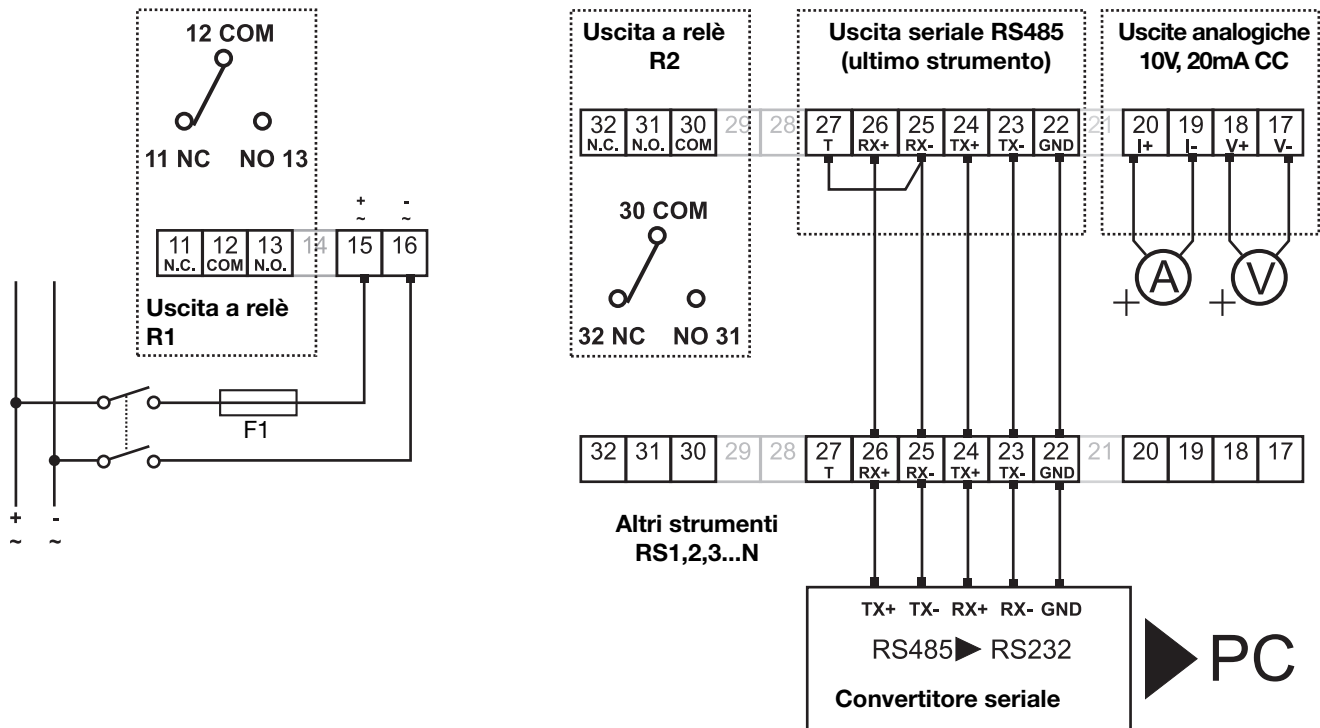 12 COM
11 NC NO 13
+ -
~ ~
11 12 13 14 15 16
N.C. COM N.O.
Uscita a relè
R1
F1
+ -
~ ~
Uscita a relè
R2
32 31 30 29 28
N.C. N.O. COM
30 COM
32 NC NO 31
Uscita seriale RS485
(ultimo strumento)
27 26 25 24 23 22 21
T RX+ RX- TX+ TX- GND
Uscite analogiche
10V, 20mA CC
20 19 18 17
I+ I- V+ V-
A V
+ +
32 31 30 29 28 27 26 25 24 23 22 21 20 19 18 17
T RX+ RX- TX+ TX- GND
Altri strumenti
RS1,2,3...N
TX+ TX- RX+ RX- GND
RS485 ▶ RS232
Convertitore seriale
PC